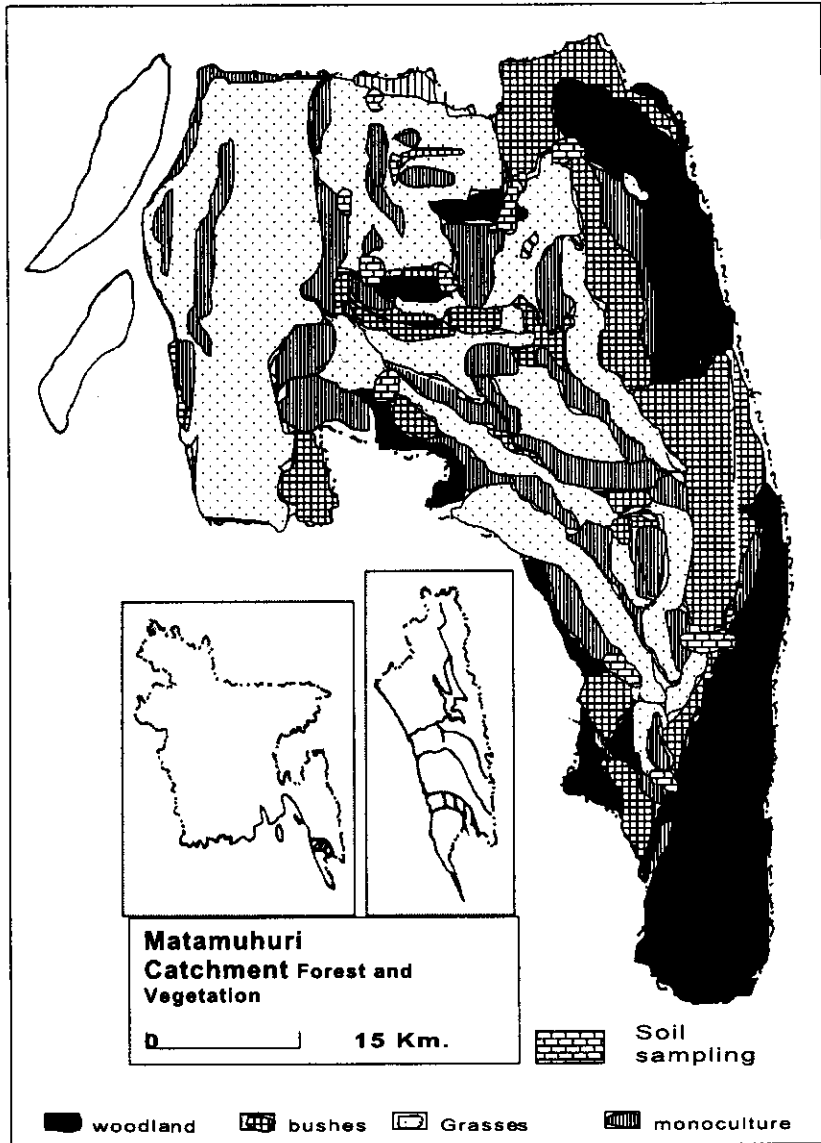 Matamuhuri
Catchment Forest and
Vegetation
0 15 Km.
Soil
sampling
woodland bushes Grasses monoculture